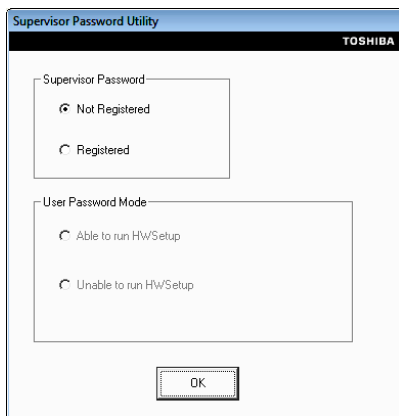 Supervisor Password Utility
TOSHIBA
Supervisor Password
Not Registered
Registered
User Password Mode
Able to run HWSetup
Unable to run HWSetup
OK